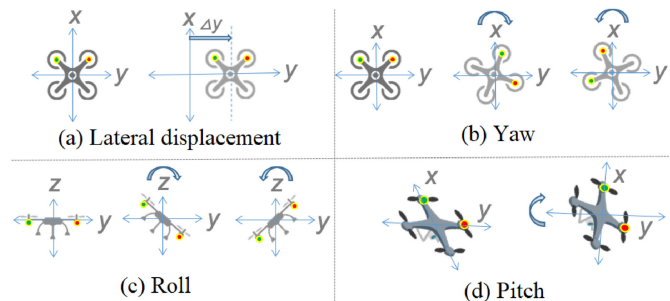 x
y
x
Δy
y
(a) Lateral displacement
x
y
x
x
(b) Yaw
z
y
z
y
z
y
(c) Roll
x
y
x
y
(d) Pitch